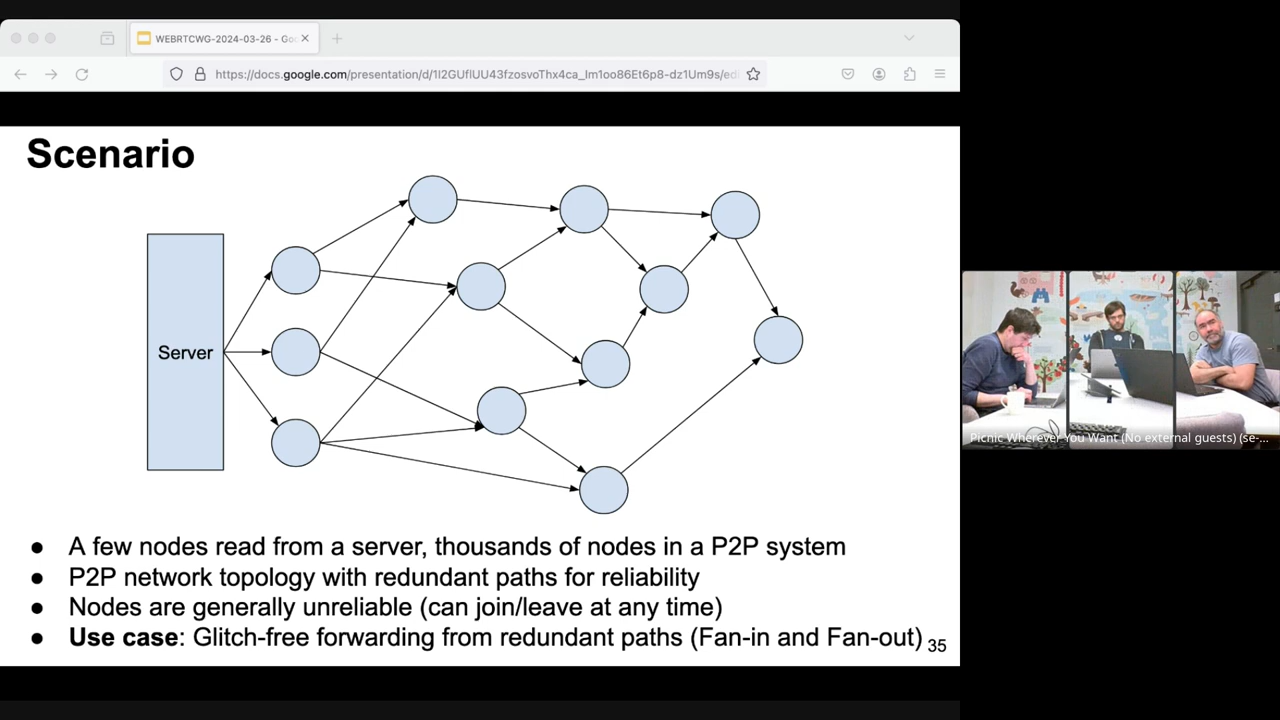 WEBRTCWG-2024-03-26 - Goo
https://docs.google.com/presentation/d/1I2GUfIUU43fzosvoThx4ca_Im1oo86Et6p8-dz1Um9s/edi
Scenario
Server
● A few nodes read from a server, thousands of nodes in a P2P system
● P2P network topology with redundant paths for reliability
● Nodes are generally unreliable (can join/leave at any time)
● Use case: Glitch-free forwarding from redundant paths (Fan-in and Fan-out)
35
Picnic Wherever You Want (No external guests) (se-...